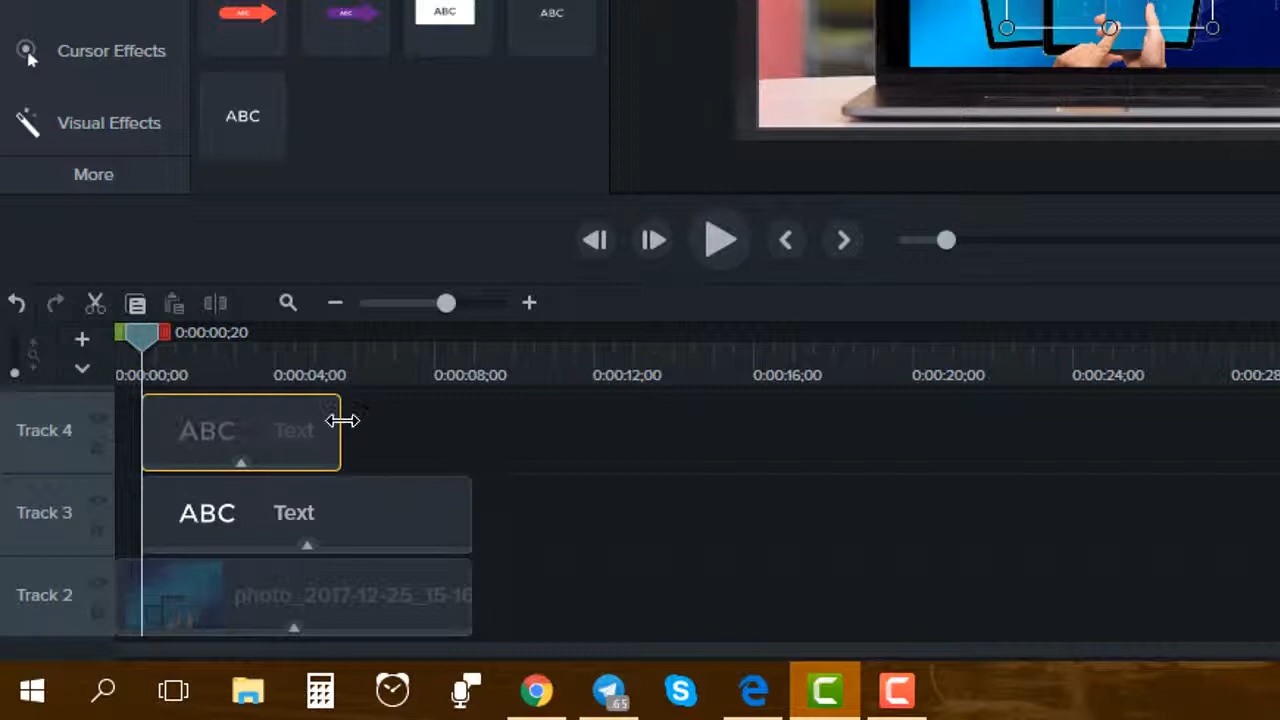 ABC
ABC
ABC
ABC
Cursor Effects
ABC
Visual Effects
More
0:00:00;20
0:00:00;00
0:00:04;00
0:00:08;00
0:00:12;00
0:00:16;00
0:00:20;00
0:00:24;00
0:00:28
Track 4
ABC Text
Track 3
ABC Text
Track 2
photo_2017-12-25_15-16
65